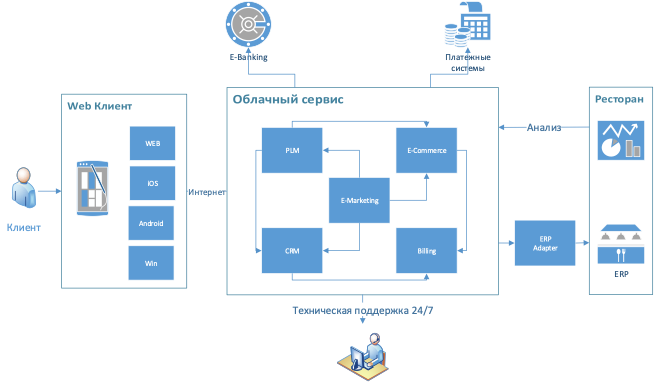 E-Banking
Платежные
системы
Web Клиент
Облачный сервис
Ресторан
WEB
iOS
Android
Win
Клиент
Интернет
PLM
E-Commerce
E-Marketing
CRM
Billing
Анализ
ERP
Adapter
ERP
Техническая поддержка 24/7